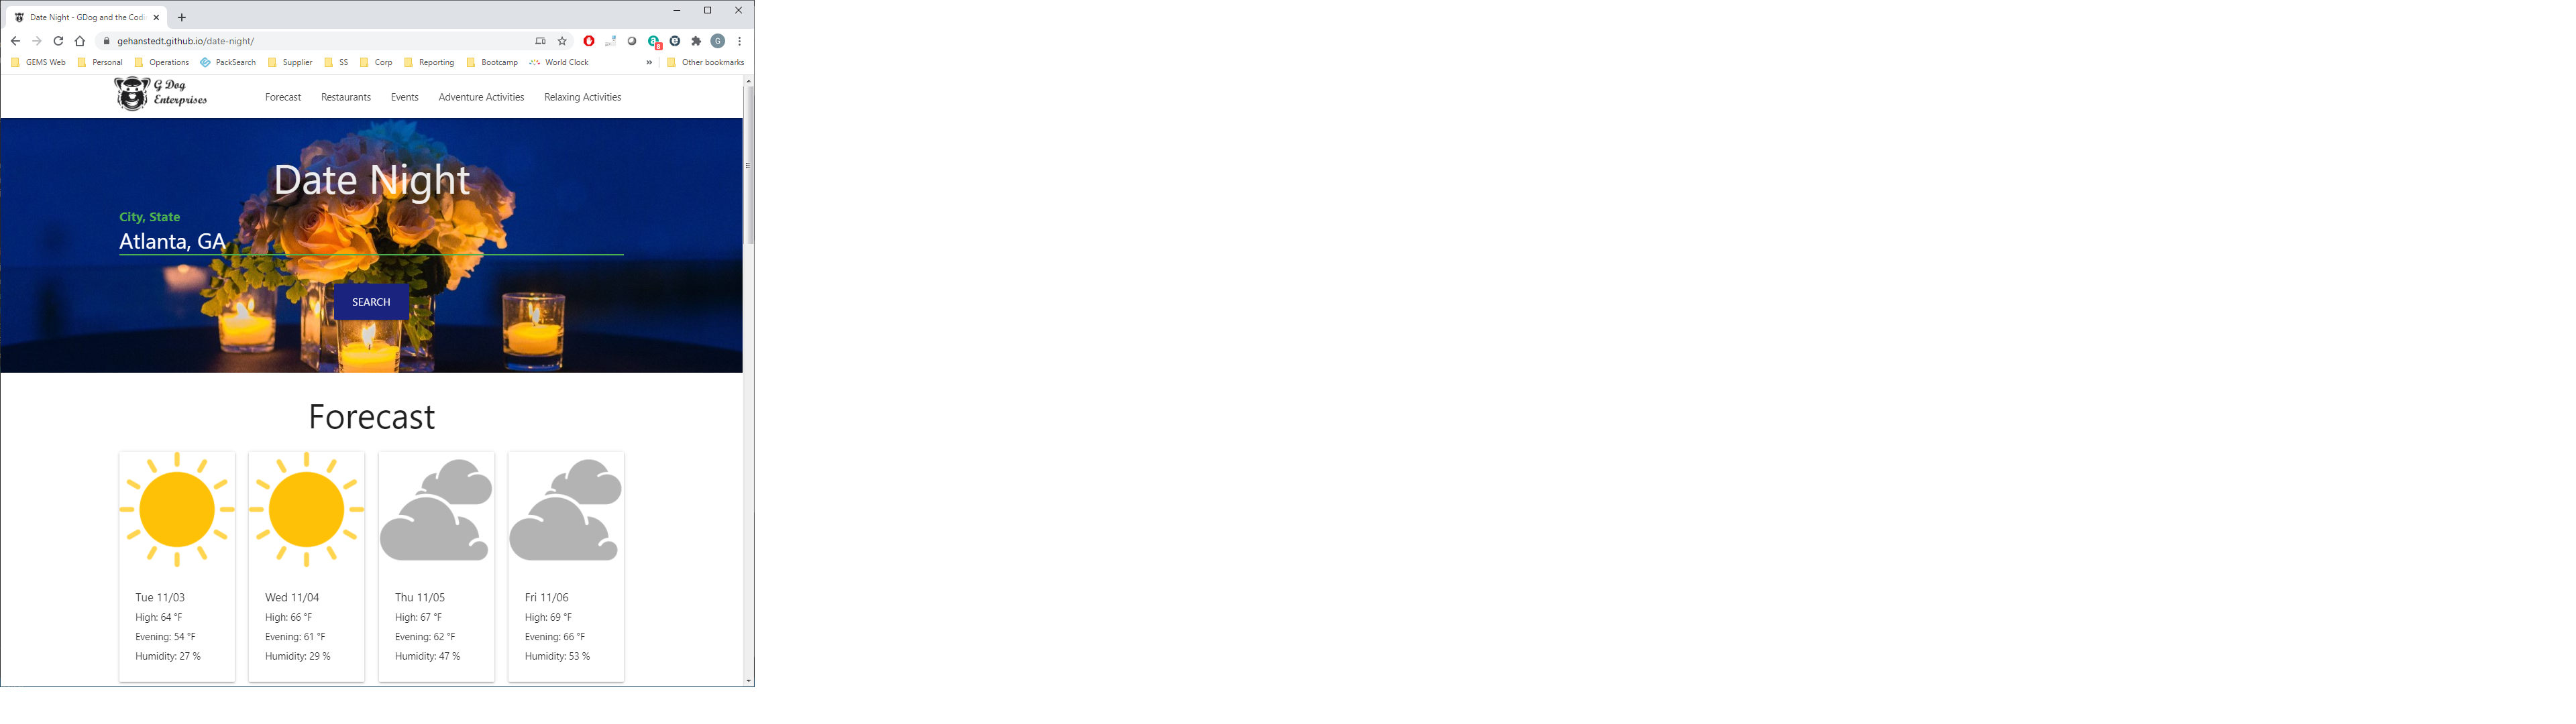 Date Night - GDog and the Codi
gehanstedt.github.io/date-night/
8
G
GEMS Web Personal Operations PackSearch Supplier SS Corp Reporting Bootcamp World Clock » Other bookmarks
G Dog
Enterprises
Forecast Restaurants Events Adventure Activities Relaxing Activities
Date Night
City, State
Atlanta, GA
SEARCH
Forecast
Tue 11/03
High: 64 °F
Evening: 54 °F
Humidity: 27 %
Wed 11/04
High: 66 °F
Evening: 61 °F
Humidity: 29 %
Thu 11/05
High: 67 °F
Evening: 62 °F
Humidity: 47 %
Fri 11/06
High: 69 °F
Evening: 66 °F
Humidity: 53 %